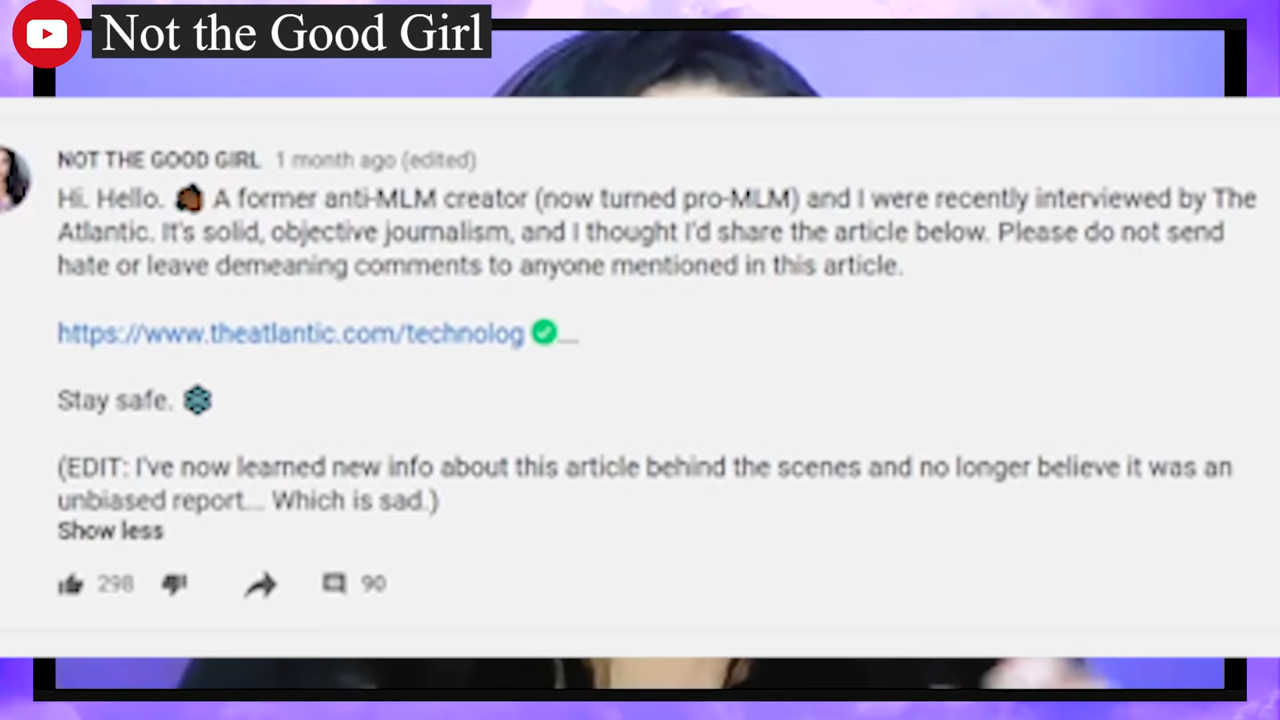 Not the Good Girl
NOT THE GOOD GIRL 1 month ago (edited)
Hi. Hello. A former anti-MLM creator (now turned pro-MLM) and I were recently interviewed by The
Atlantic. It's solid, objective journalism, and I thought I'd share the article below. Please do not send
hate or leave demeaning comments to anyone mentioned in this article.
https://www.theatlantic.com/technolog ...
Stay safe.
(EDIT: I've now learned new info about this article behind the scenes and no longer believe it was an
unbiased report... Which is sad.)
Show less
298 90